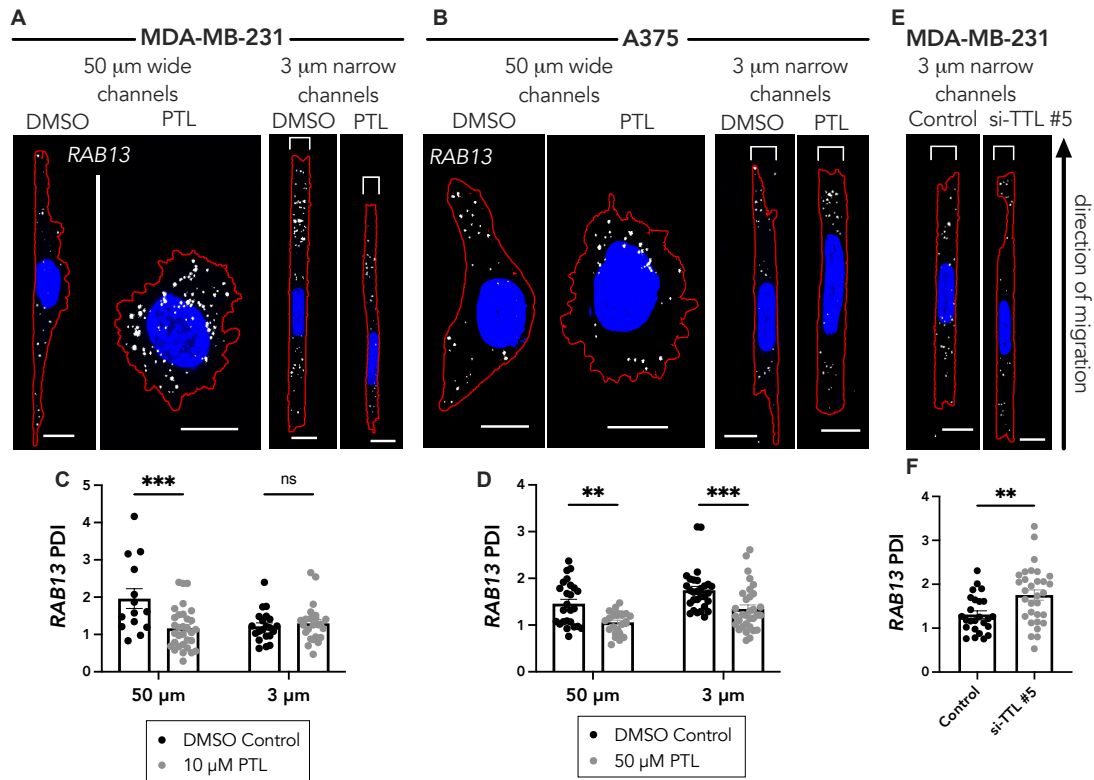 A
MDA-MB-231
50 μm wide channels
3 μm narrow channels
DMSO
PTL
DMSO
PTL
RAB13
B
A375
50 μm wide channels
3 μm narrow channels
DMSO
PTL
DMSO
PTL
RAB13
E
MDA-MB-231
3 μm narrow channels
Control
si-TTL #5
direction of migration
C
RAB13 PDI
5
4
3
2
1
0
***
ns
50 μm
3 μm
DMSO Control
10 μM PTL
D
RAB13 PDI
4
3
2
1
0
**
***
50 μm
3 μm
DMSO Control
50 μM PTL
F
RAB13 PDI
4
3
2
1
0
**
Control
si-TTL #5